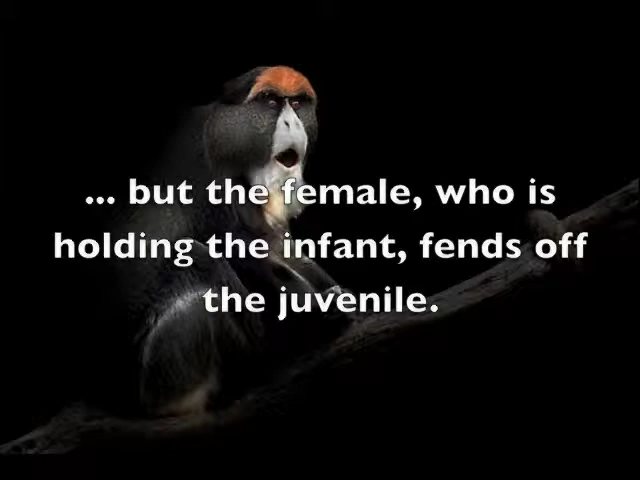 ... but the female, who is
holding the infant, fends off
the juvenile.